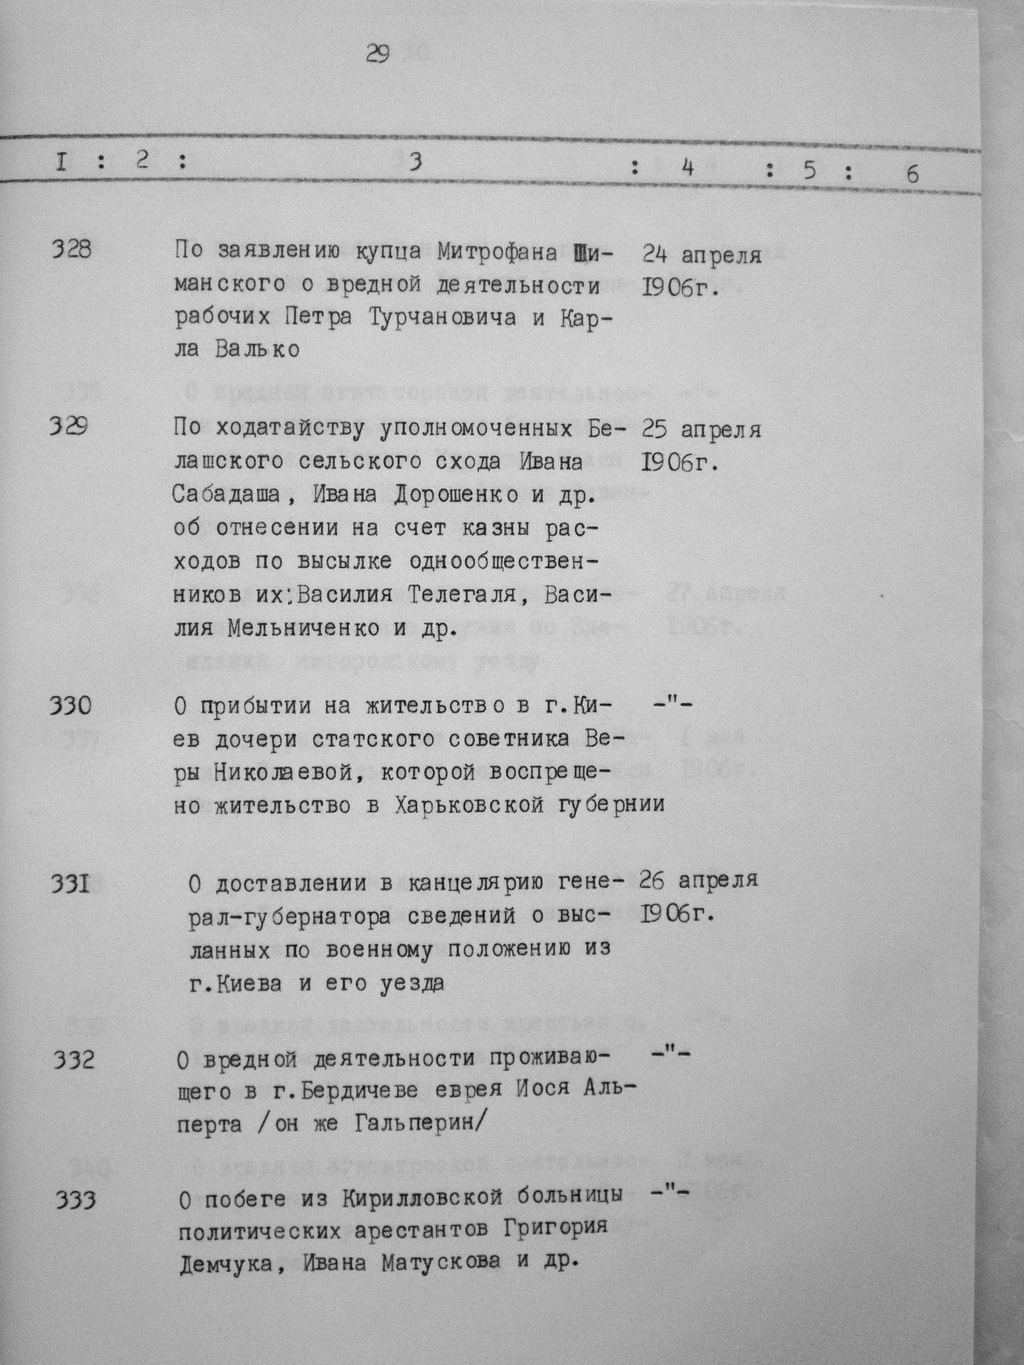 29
I : 2 : 3 : 4 : 5 : 6
328 По заявлению купца Митрофана Ши- 24 апреля
манского о вредной деятельности 1906г.
рабочих Петра Турчановича и Кар-
ла Валько
329 По ходатайству уполномоченных Бе- 25 апреля
лашского сельского схода Ивана 1906г.
Сабадаша, Ивана Дорошенко и др.
об отнесении на счет казны рас-
ходов по высылке однообществен-
ников их:Василия Телегаля, Васи-
лия Мельниченко и др.
330 О прибытии на жительство в г.Ки- -"-
ев дочери статского советника Ве-
ры Николаевой, которой воспреще-
но жительство в Харьковской губернии
331 О доставлении в канцелярию гене- 26 апреля
рал-губернатора сведений о выс- 1906г.
ланных по военному положению из
г.Киева и его уезда
332 О вредной деятельности проживаю- -"-
щего в г.Бердичеве еврея Иося Аль-
перта /он же Гальперин/
333 О побеге из Кирилловской больницы -"-
политических арестантов Григория
Демчука, Ивана Матускова и др.